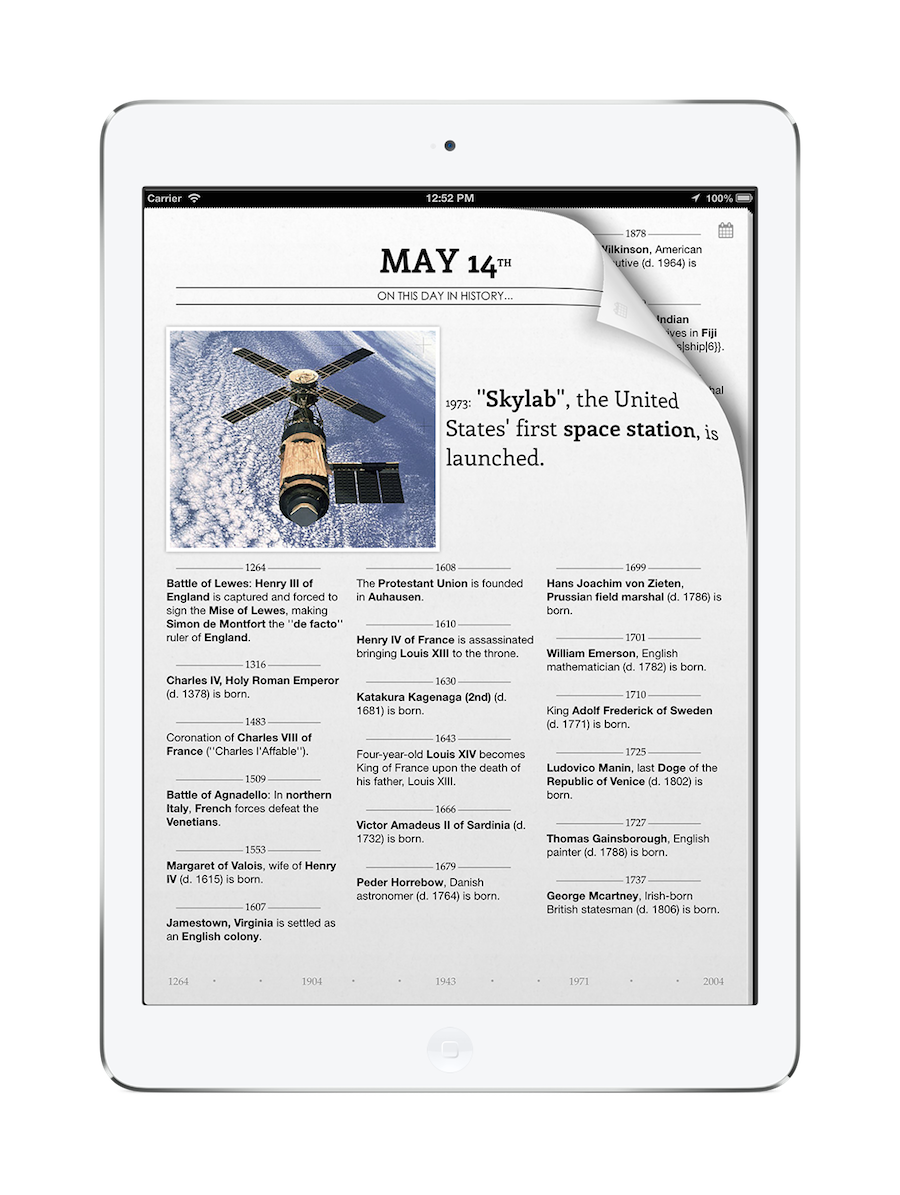 Carrier 12:52 PM 100%
MAY 14TH
ON THIS DAY IN HISTORY...
1973: "Skylab", the United
States' first space station, is
launched.
1264
Battle of Lewes: Henry III of
England is captured and forced to
sign the Mise of Lewes, making
Simon de Montfort the ''de facto''
ruler of England.
1316
Charles IV, Holy Roman Emperor
(d. 1378) is born.
1483
Coronation of Charles VIII of
France (''Charles l'Affable'').
1509
Battle of Agnadello: In northern
Italy, French forces defeat the
Venetians.
1553
Margaret of Valois, wife of Henry
IV (d. 1615) is born.
1607
Jamestown, Virginia is settled as
an English colony.
1608
The Protestant Union is founded
in Auhausen.
1610
Henry IV of France is assassinated
bringing Louis XIII to the throne.
1630
Katakura Kagenaga (2nd) (d.
1681) is born.
1643
Four-year-old Louis XIV becomes
King of France upon the death of
his father, Louis XIII.
1666
Victor Amadeus II of Sardinia (d.
1732) is born.
1679
Peder Horrebow, Danish
astronomer (d. 1764) is born.
1699
Hans Joachim von Zieten,
Prussian field marshal (d. 1786) is
born.
1701
William Emerson, English
mathematician (d. 1782) is born.
1710
King Adolf Frederick of Sweden
(d. 1771) is born.
1725
Ludovico Manin, last Doge of the
Republic of Venice (d. 1802) is
born.
1727
Thomas Gainsborough, English
painter (d. 1788) is born.
1737
George Mcartney, Irish-born
British statesman (d. 1806) is born.
1878
Wilkinson, American
(d. 1964) is
Indian
in Fiji
ship|6}}.
1264 1904 1943 1971 2004